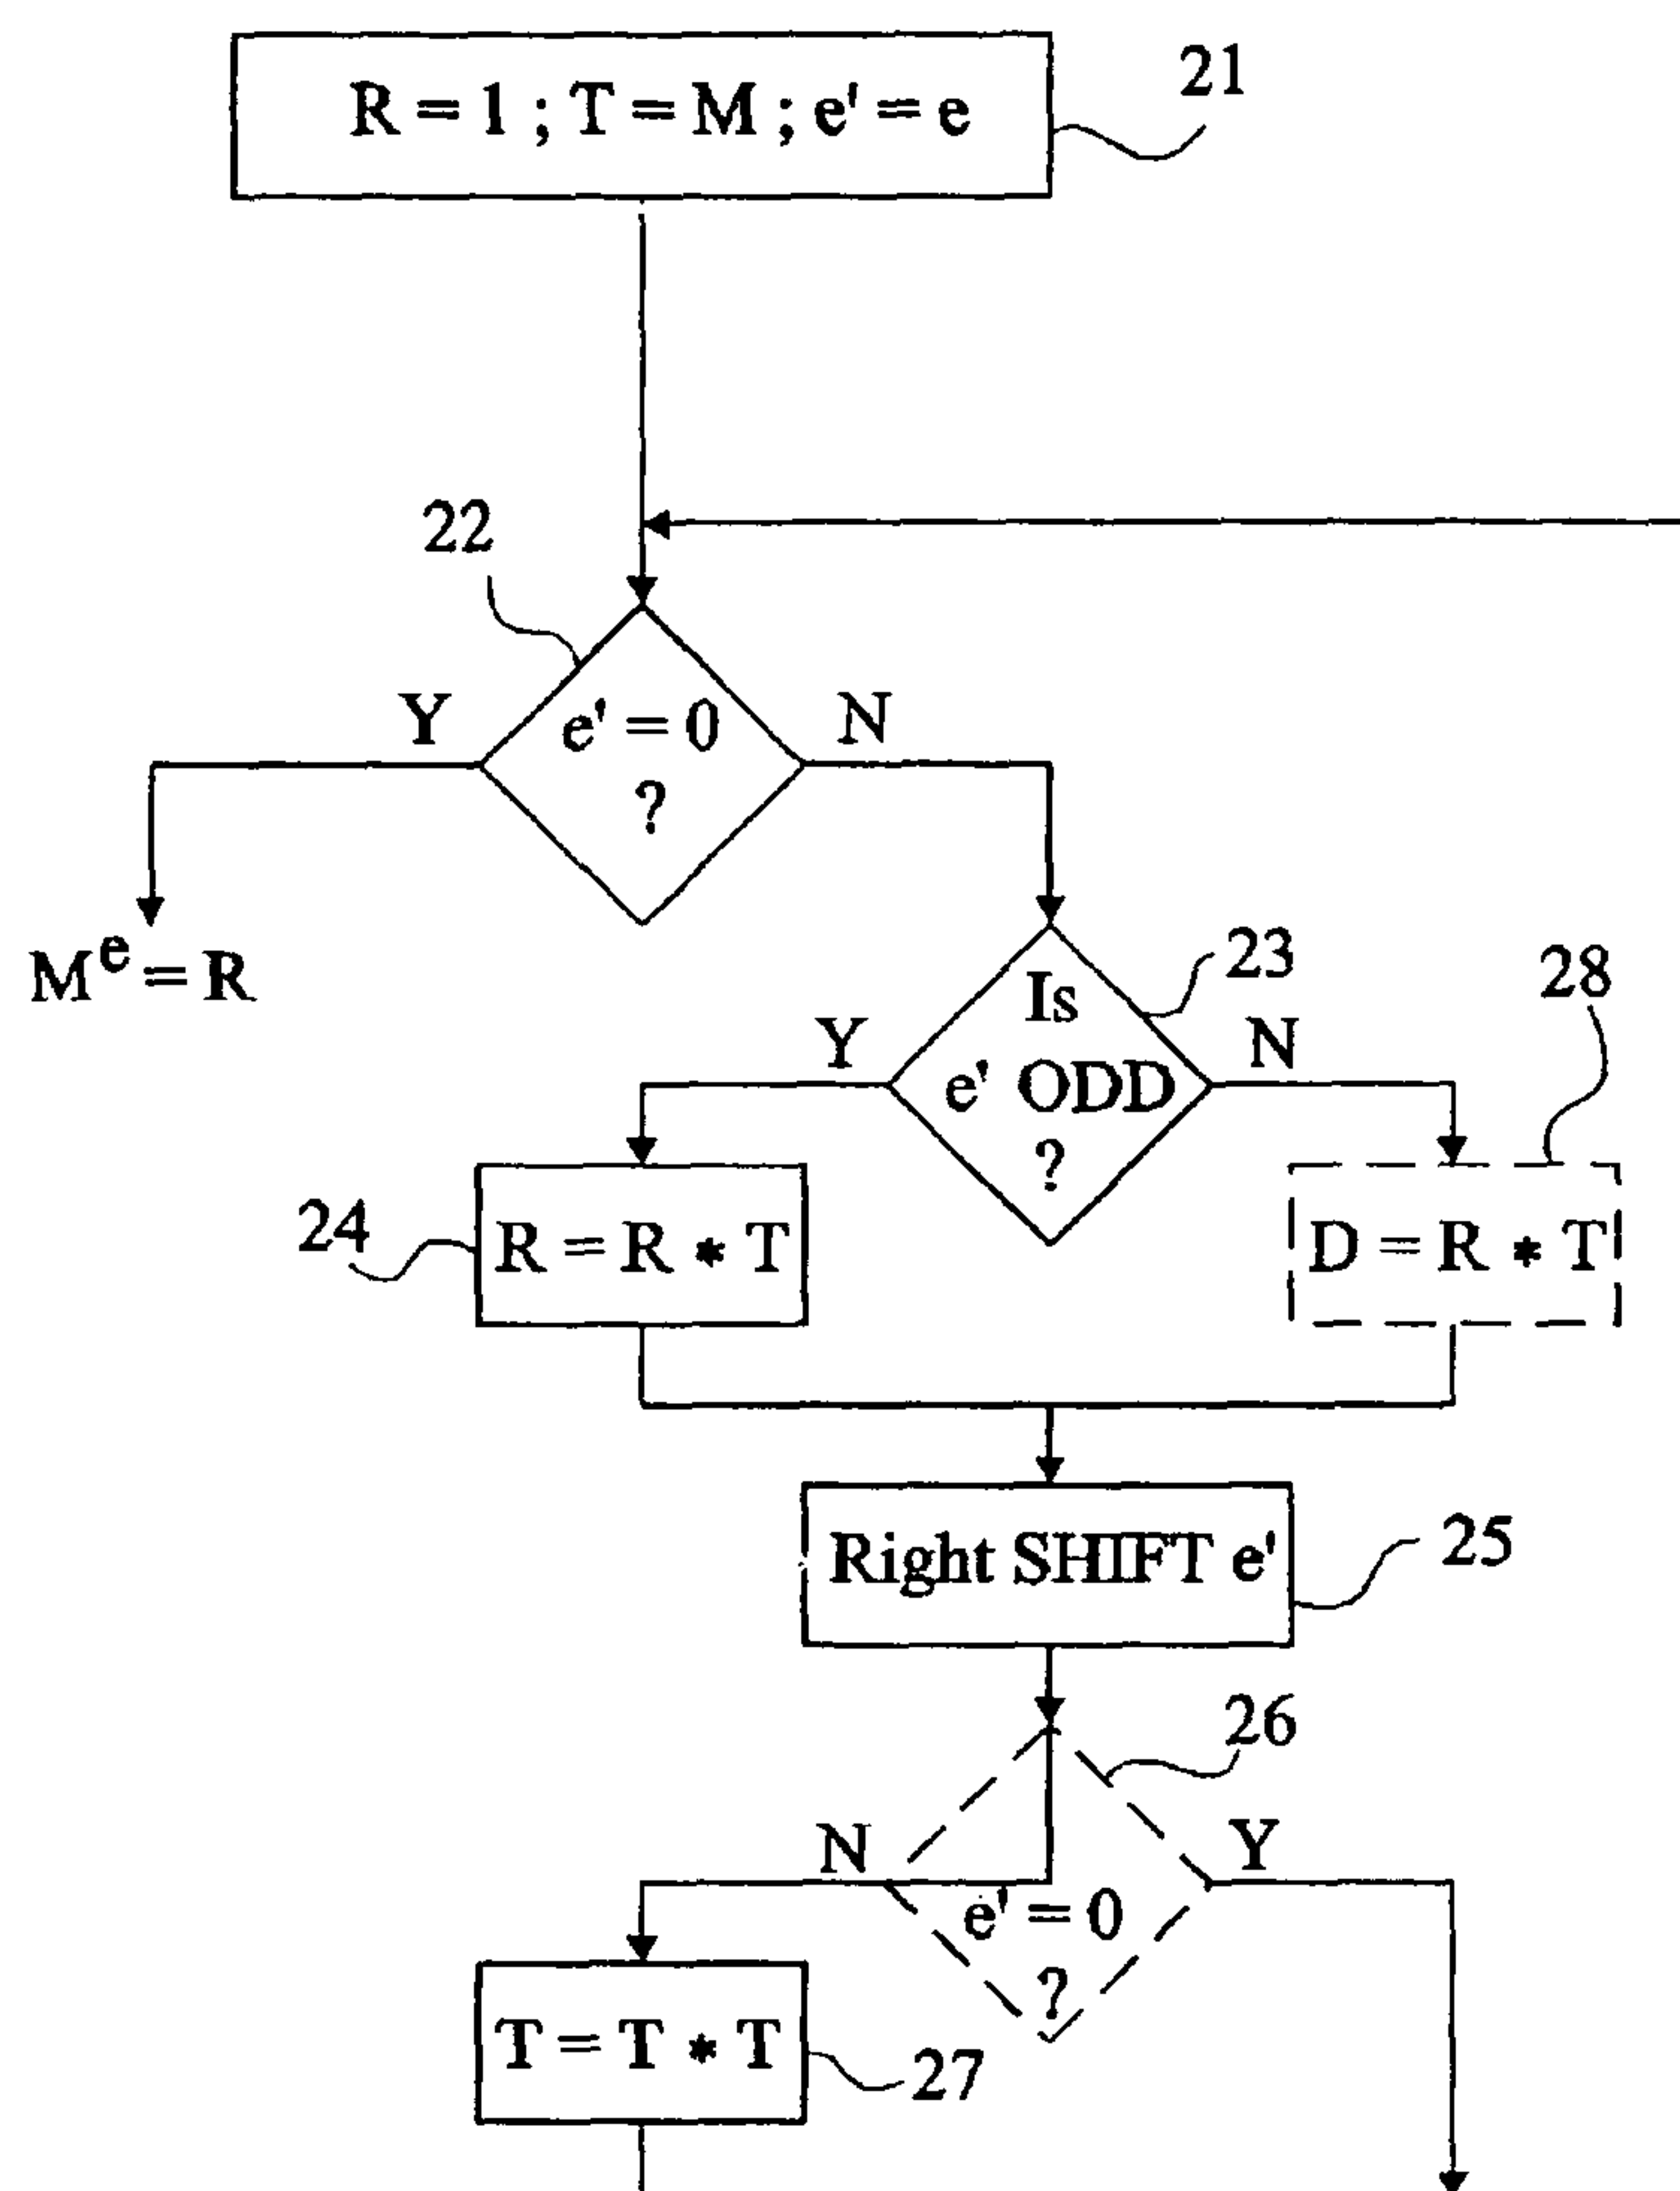 R = 1 ; T = M ; e' = e
21
22
Y
e' = 0
?
N
M^e = R
23
Is
e' ODD
?
Y
N
28
24
R = R * T
D = R * T
Right SHIFT e'
25
26
N
Y
e' = 0
?
T = T * T
27